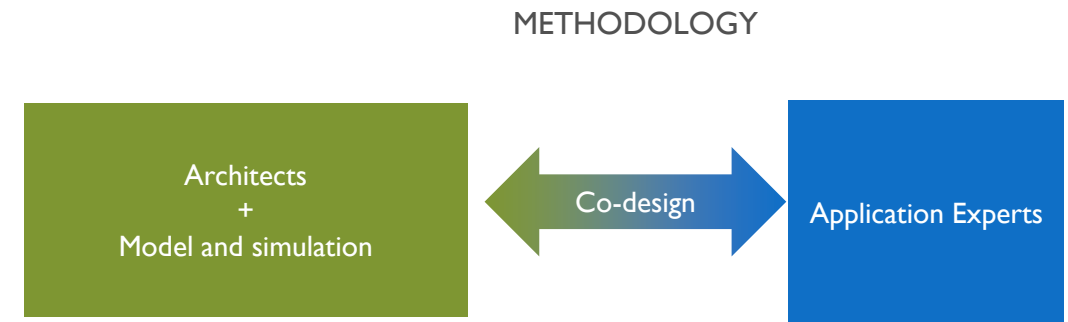 METHODOLOGY
Architects
+
Model and simulation
Co-design
Application Experts